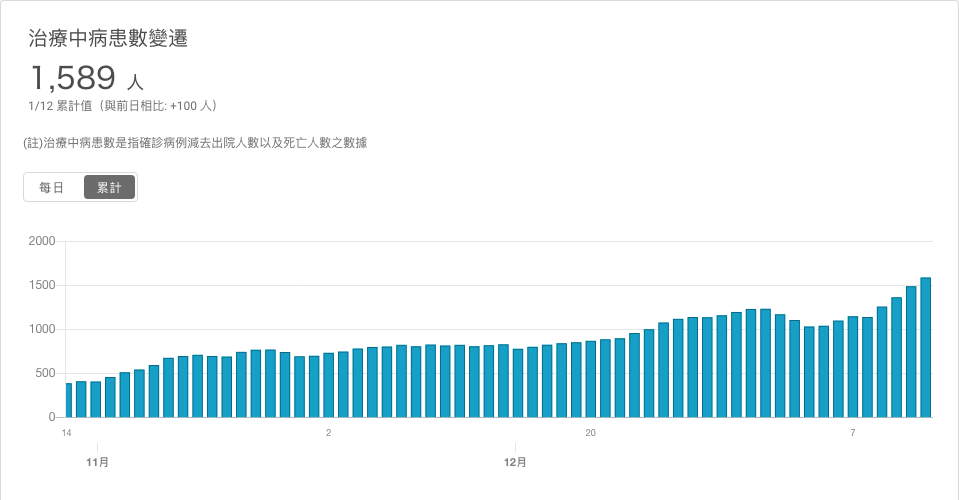 治療中病患數變遷
1,589 人
1/12 累計值（與前日相比: +100 人）
(註)治療中病患數是指確診病例減去出院人數以及死亡人數之數據
每日 累計
2000
1500
1000
500
0
14 2 20 7
11月 12月